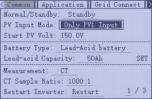 Common Application Grid Connect
Normal/Standby: Standby
PV Input Mode: Only PV1 Input
Start PV Volt: 150.0V
Battery Type: Lead-Acid battery
Lead-acid Capacity: 50Ah SET
Measurement: CT
CT Sample Ratio: 1000:1
Restart Inverter: Restart 1 / 3